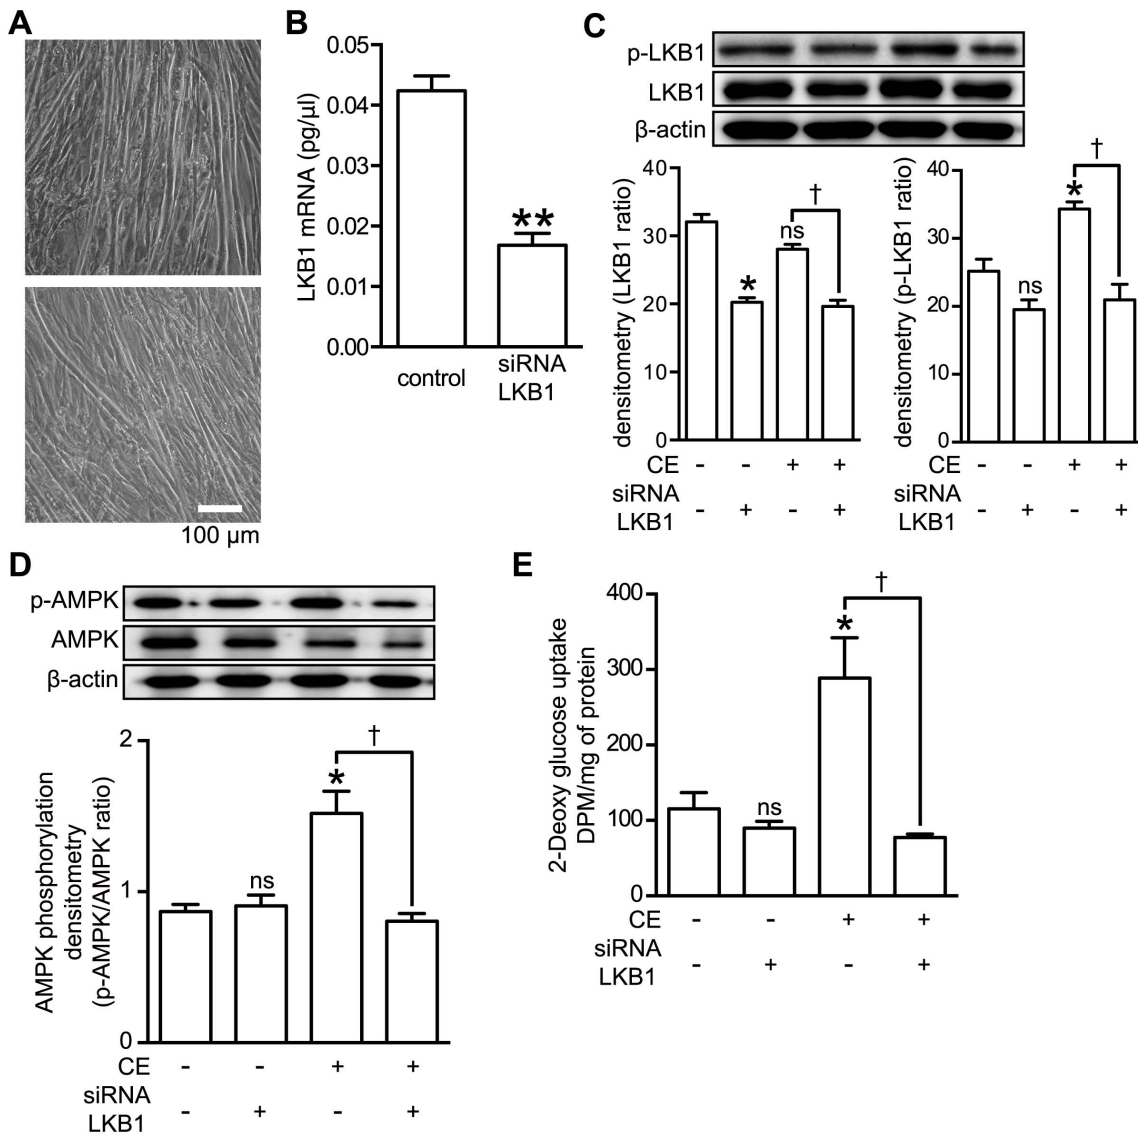 A
100 µm
B
LKB1 mRNA (pg/µl)
0.05
0.04
0.03
0.02
0.01
0.00
**
control
siRNA
LKB1
C
p-LKB1
LKB1
β-actin
densitometry (LKB1 ratio)
40
30
20
10
0
*
ns
†
CE - - + +
siRNA
LKB1 - + - +
densitometry (p-LKB1 ratio)
40
30
20
10
0
ns
*
†
CE - - + +
siRNA
LKB1 - + - +
D
p-AMPK
AMPK
β-actin
AMPK phosphorylation
densitometry
(p-AMPK/AMPK ratio)
2
1
0
ns
*
†
CE - - + +
siRNA
LKB1 - + - +
E
2-Deoxy glucose uptake
DPM/mg of protein
400
300
200
100
0
ns
*
†
CE - - + +
siRNA
LKB1 - + - +